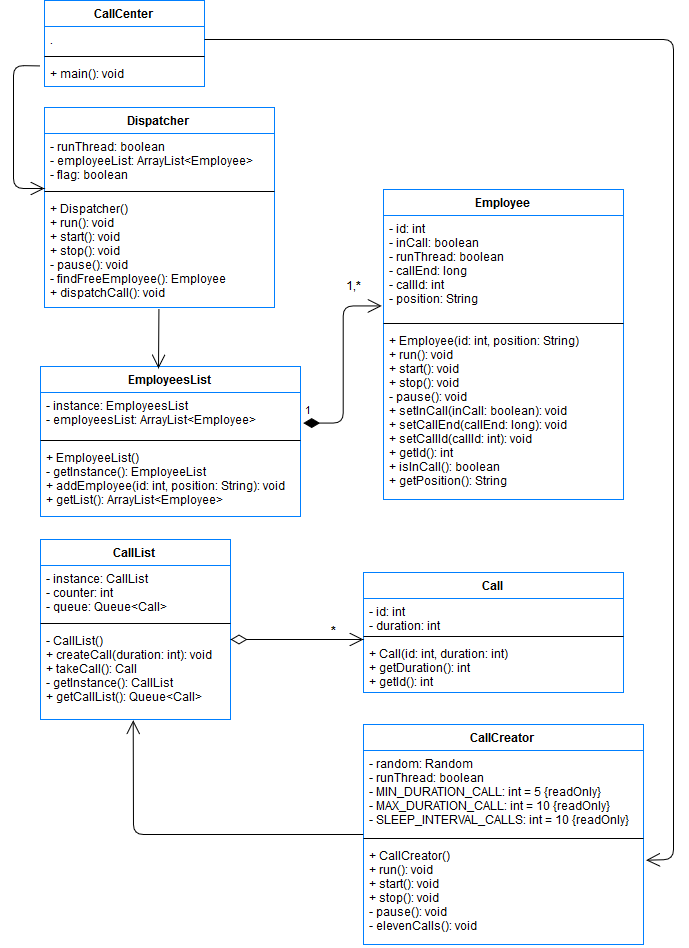 CallCenter
.
+ main(): void
Dispatcher
- runThread: boolean
- employeeList: ArrayList<Employee>
- flag: boolean
+ Dispatcher()
+ run(): void
+ start(): void
+ stop(): void
- pause(): void
- findFreeEmployee(): Employee
+ dispatchCall(): void
Employee
- id: int
- inCall: boolean
- runThread: boolean
- callEnd: long
- callId: int
- position: String
+ Employee(id: int, position: String)
+ run(): void
+ start(): void
+ stop(): void
- pause(): void
+ setInCall(inCall: boolean): void
+ setCallEnd(callEnd: long): void
+ setCallId(callId: int): void
+ getId(): int
+ isInCall(): boolean
+ getPosition(): String
1,*
EmployeesList
- instance: EmployeesList
- employeesList: ArrayList<Employee>
+ EmployeeList()
- getInstance(): EmployeeList
+ addEmployee(id: int, position: String): void
+ getList(): ArrayList<Employee>
1
CallList
- instance: CallList
- counter: int
- queue: Queue<Call>
- CallList()
+ createCall(duration: int): void
+ takeCall(): Call
- getInstance(): CallList
+ getCallList(): Queue<Call>
*
Call
- id: int
- duration: int
+ Call(id: int, duration: int)
+ getDuration(): int
+ getId(): int
CallCreator
- random: Random
- runThread: boolean
- MIN_DURATION_CALL: int = 5 {readOnly}
- MAX_DURATION_CALL: int = 10 {readOnly}
- SLEEP_INTERVAL_CALLS: int = 10 {readOnly}
+ CallCreator()
+ run(): void
+ start(): void
+ stop(): void
- pause(): void
- elevenCalls(): void